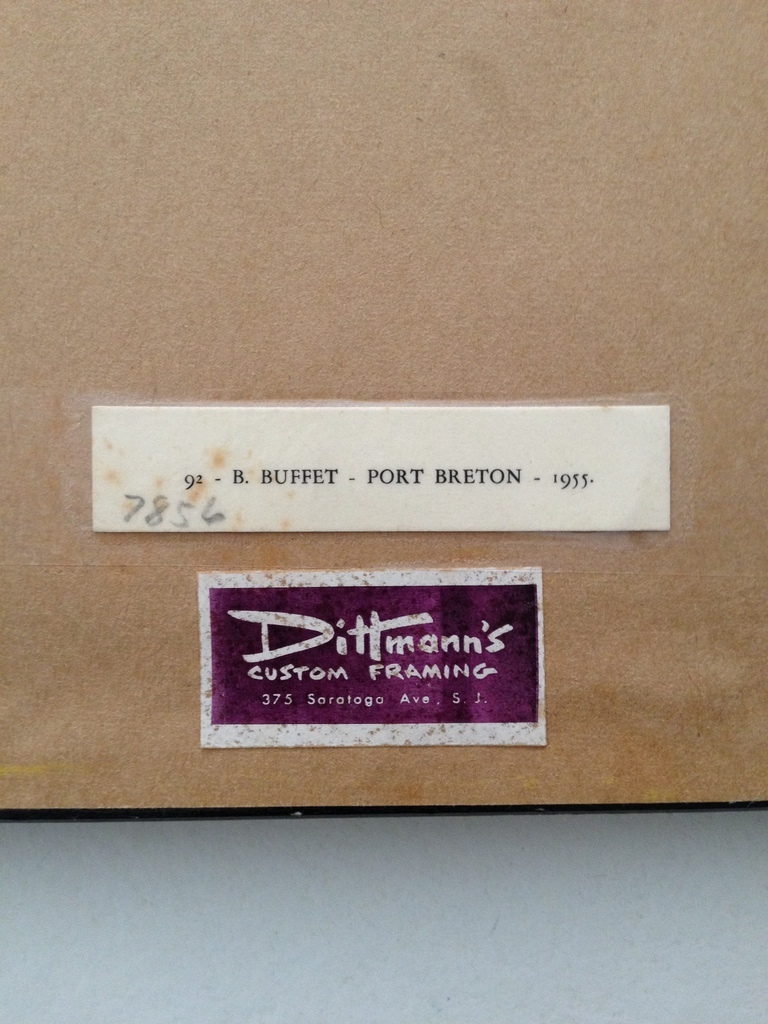 92 - B. BUFFET - PORT BRETON - 1955.
7856
Dittmann's
CUSTOM FRAMING
375 Saratoga Ave, S. J.